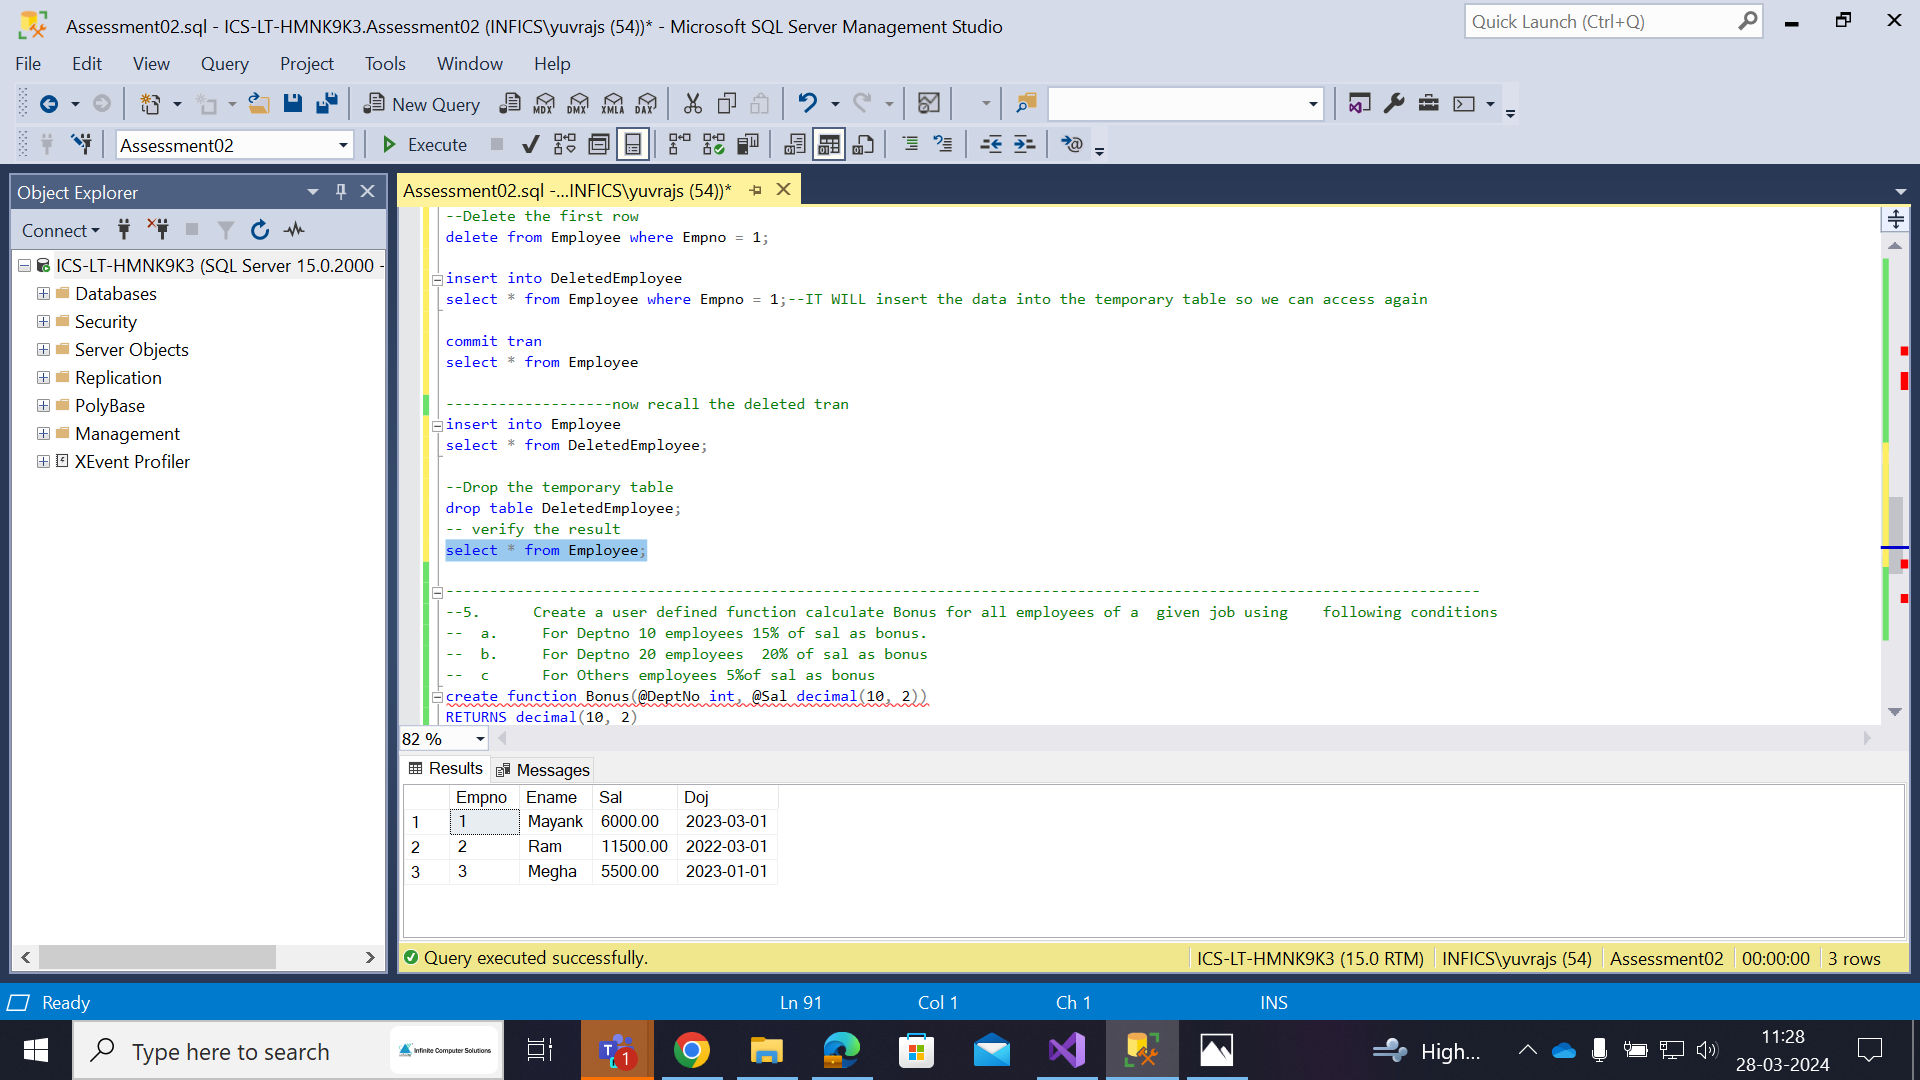 Assessment02.sql - ICS-LT-HMNK9K3.Assessment02 (INFICS\yuvrajs (54))* - Microsoft SQL Server Management Studio
Quick Launch (Ctrl+Q)
File Edit View Query Project Tools Window Help
New Query MDX DMX XMLA DAX
Assessment02 Execute
Object Explorer
Connect
ICS-LT-HMNK9K3 (SQL Server 15.0.2000 -
Databases
Security
Server Objects
Replication
PolyBase
Management
XEvent Profiler
Assessment02.sql -...INFICS\yuvrajs (54))*
--Delete the first row
delete from Employee where Empno = 1;
insert into DeletedEmployee
select * from Employee where Empno = 1;--IT WILL insert the data into the temporary table so we can access again
commit tran
select * from Employee
-------------------now recall the deleted tran
insert into Employee
select * from DeletedEmployee;
--Drop the temporary table
drop table DeletedEmployee;
-- verify the result
select * from Employee;
----------------------------------------------------------------------------------------------------------------------
--5.      Create a user defined function calculate Bonus for all employees of a  given job using    following conditions
--  a.     For Deptno 10 employees 15% of sal as bonus.
--  b.     For Deptno 20 employees  20% of sal as bonus
--  c      For Others employees 5%of sal as bonus
create function Bonus(@DeptNo int, @Sal decimal(10, 2))
RETURNS decimal(10, 2)
82 %
Results Messages
Empno Ename Sal Doj
1 1 Mayank 6000.00 2023-03-01
2 2 Ram 11500.00 2022-03-01
3 3 Megha 5500.00 2023-01-01
Query executed successfully. ICS-LT-HMNK9K3 (15.0 RTM) INFICS\yuvrajs (54) Assessment02 00:00:00 3 rows
Ready Ln 91 Col 1 Ch 1 INS
Type here to search Infinite Computer Solutions T 1 High... 11:28
28-03-2024